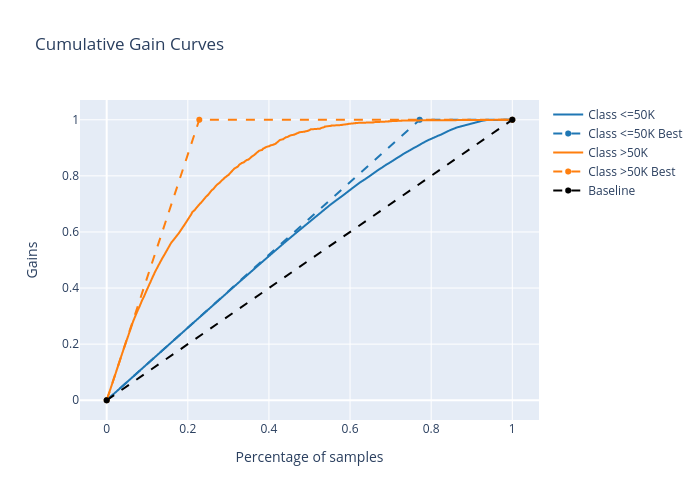 Cumulative Gain Curves
Class <=50K
Class <=50K Best
Class >50K
Class >50K Best
Baseline
1
0.8
0.6
0.4
0.2
0
Gains
0
0.2
0.4
0.6
0.8
1
Percentage of samples